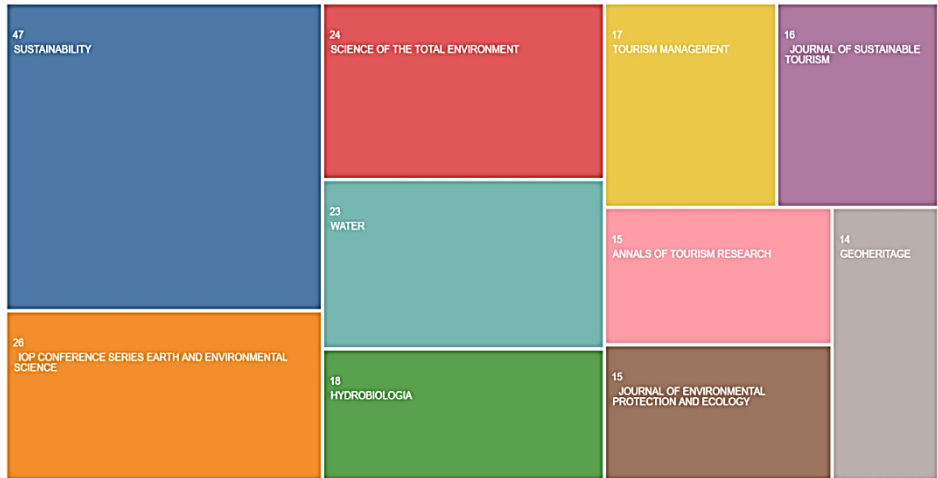 47
SUSTAINABILITY
26
IOP CONFERENCE SERIES EARTH AND ENVIRONMENTAL
SCIENCE
24
SCIENCE OF THE TOTAL ENVIRONMENT
23
WATER
18
HYDROBIOLOGIA
17
TOURISM MANAGEMENT
16
JOURNAL OF SUSTAINABLE
TOURISM
15
ANNALS OF TOURISM RESEARCH
15
JOURNAL OF ENVIRONMENTAL
PROTECTION AND ECOLOGY
14
GEOHERITAGE